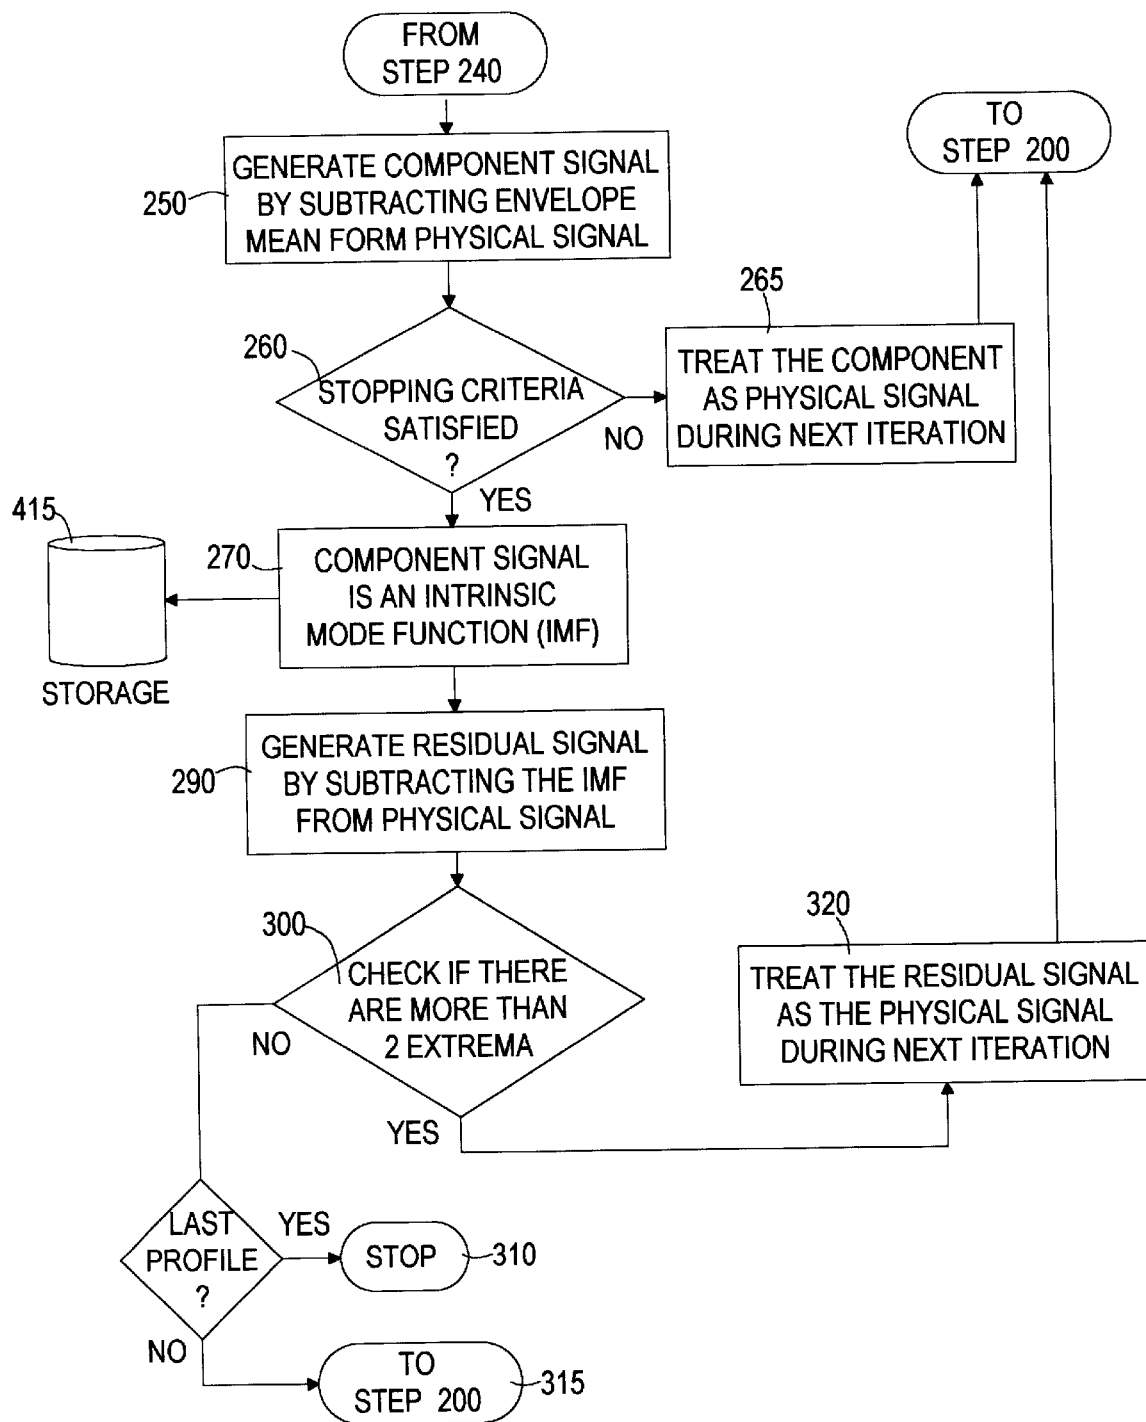 FROM
STEP 240
TO
STEP 200
250
GENERATE COMPONENT SIGNAL
BY SUBTRACTING ENVELOPE
MEAN FORM PHYSICAL SIGNAL
260
STOPPING CRITERIA
SATISFIED
?
NO
YES
265
TREAT THE COMPONENT
AS PHYSICAL SIGNAL
DURING NEXT ITERATION
415
STORAGE
270
COMPONENT SIGNAL
IS AN INTRINSIC
MODE FUNCTION (IMF)
290
GENERATE RESIDUAL SIGNAL
BY SUBTRACTING THE IMF
FROM PHYSICAL SIGNAL
300
CHECK IF THERE
ARE MORE THAN
2 EXTREMA
NO
YES
320
TREAT THE RESIDUAL SIGNAL
AS THE PHYSICAL SIGNAL
DURING NEXT ITERATION
LAST
PROFILE
?
YES
STOP
310
NO
TO
STEP 200
315